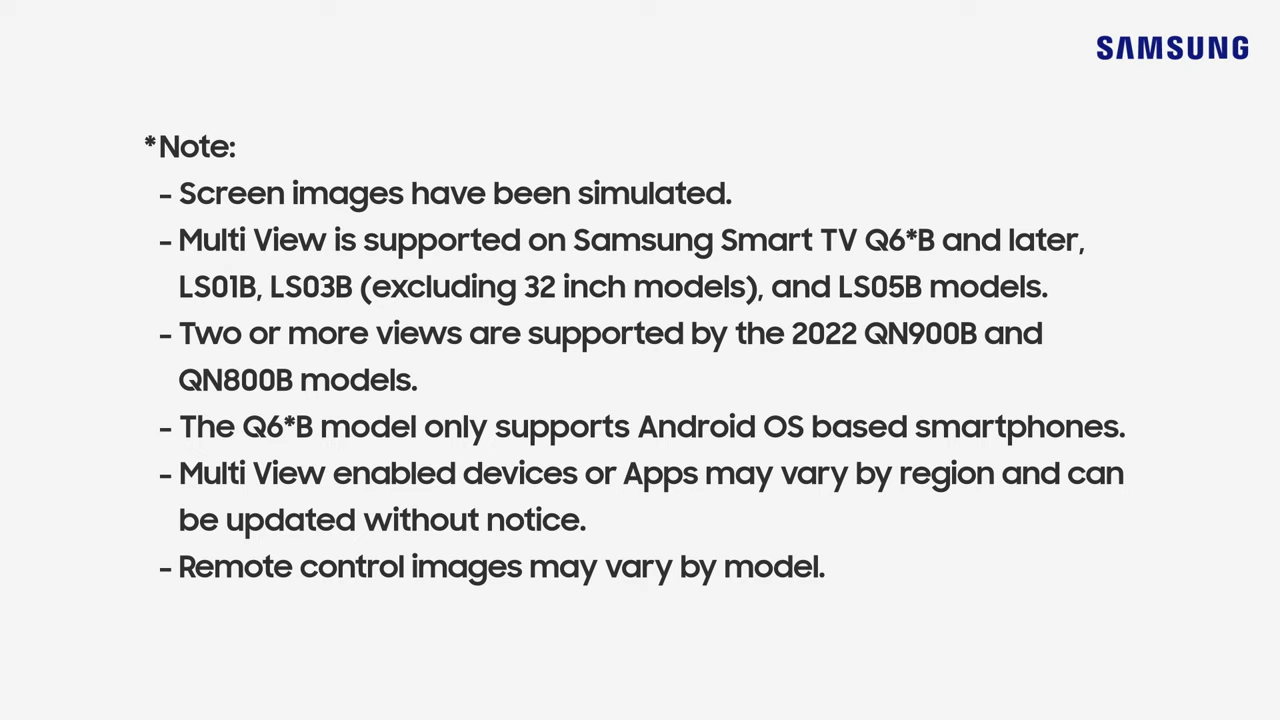 SAMSUNG
*Note:
- Screen images have been simulated.
- Multi View is supported on Samsung Smart TV Q6*B and later,
LS01B, LS03B (excluding 32 inch models), and LS05B models.
- Two or more views are supported by the 2022 QN900B and
QN800B models.
- The Q6*B model only supports Android OS based smartphones.
- Multi View enabled devices or Apps may vary by region and can
be updated without notice.
- Remote control images may vary by model.